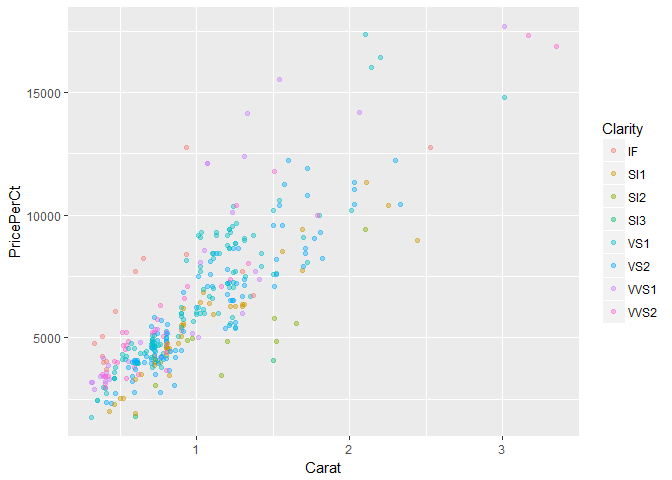 15000
10000
5000
PricePerCt
1
2
3
Carat
Clarity
IF
SI1
SI2
SI3
VS1
VS2
VVS1
VVS2